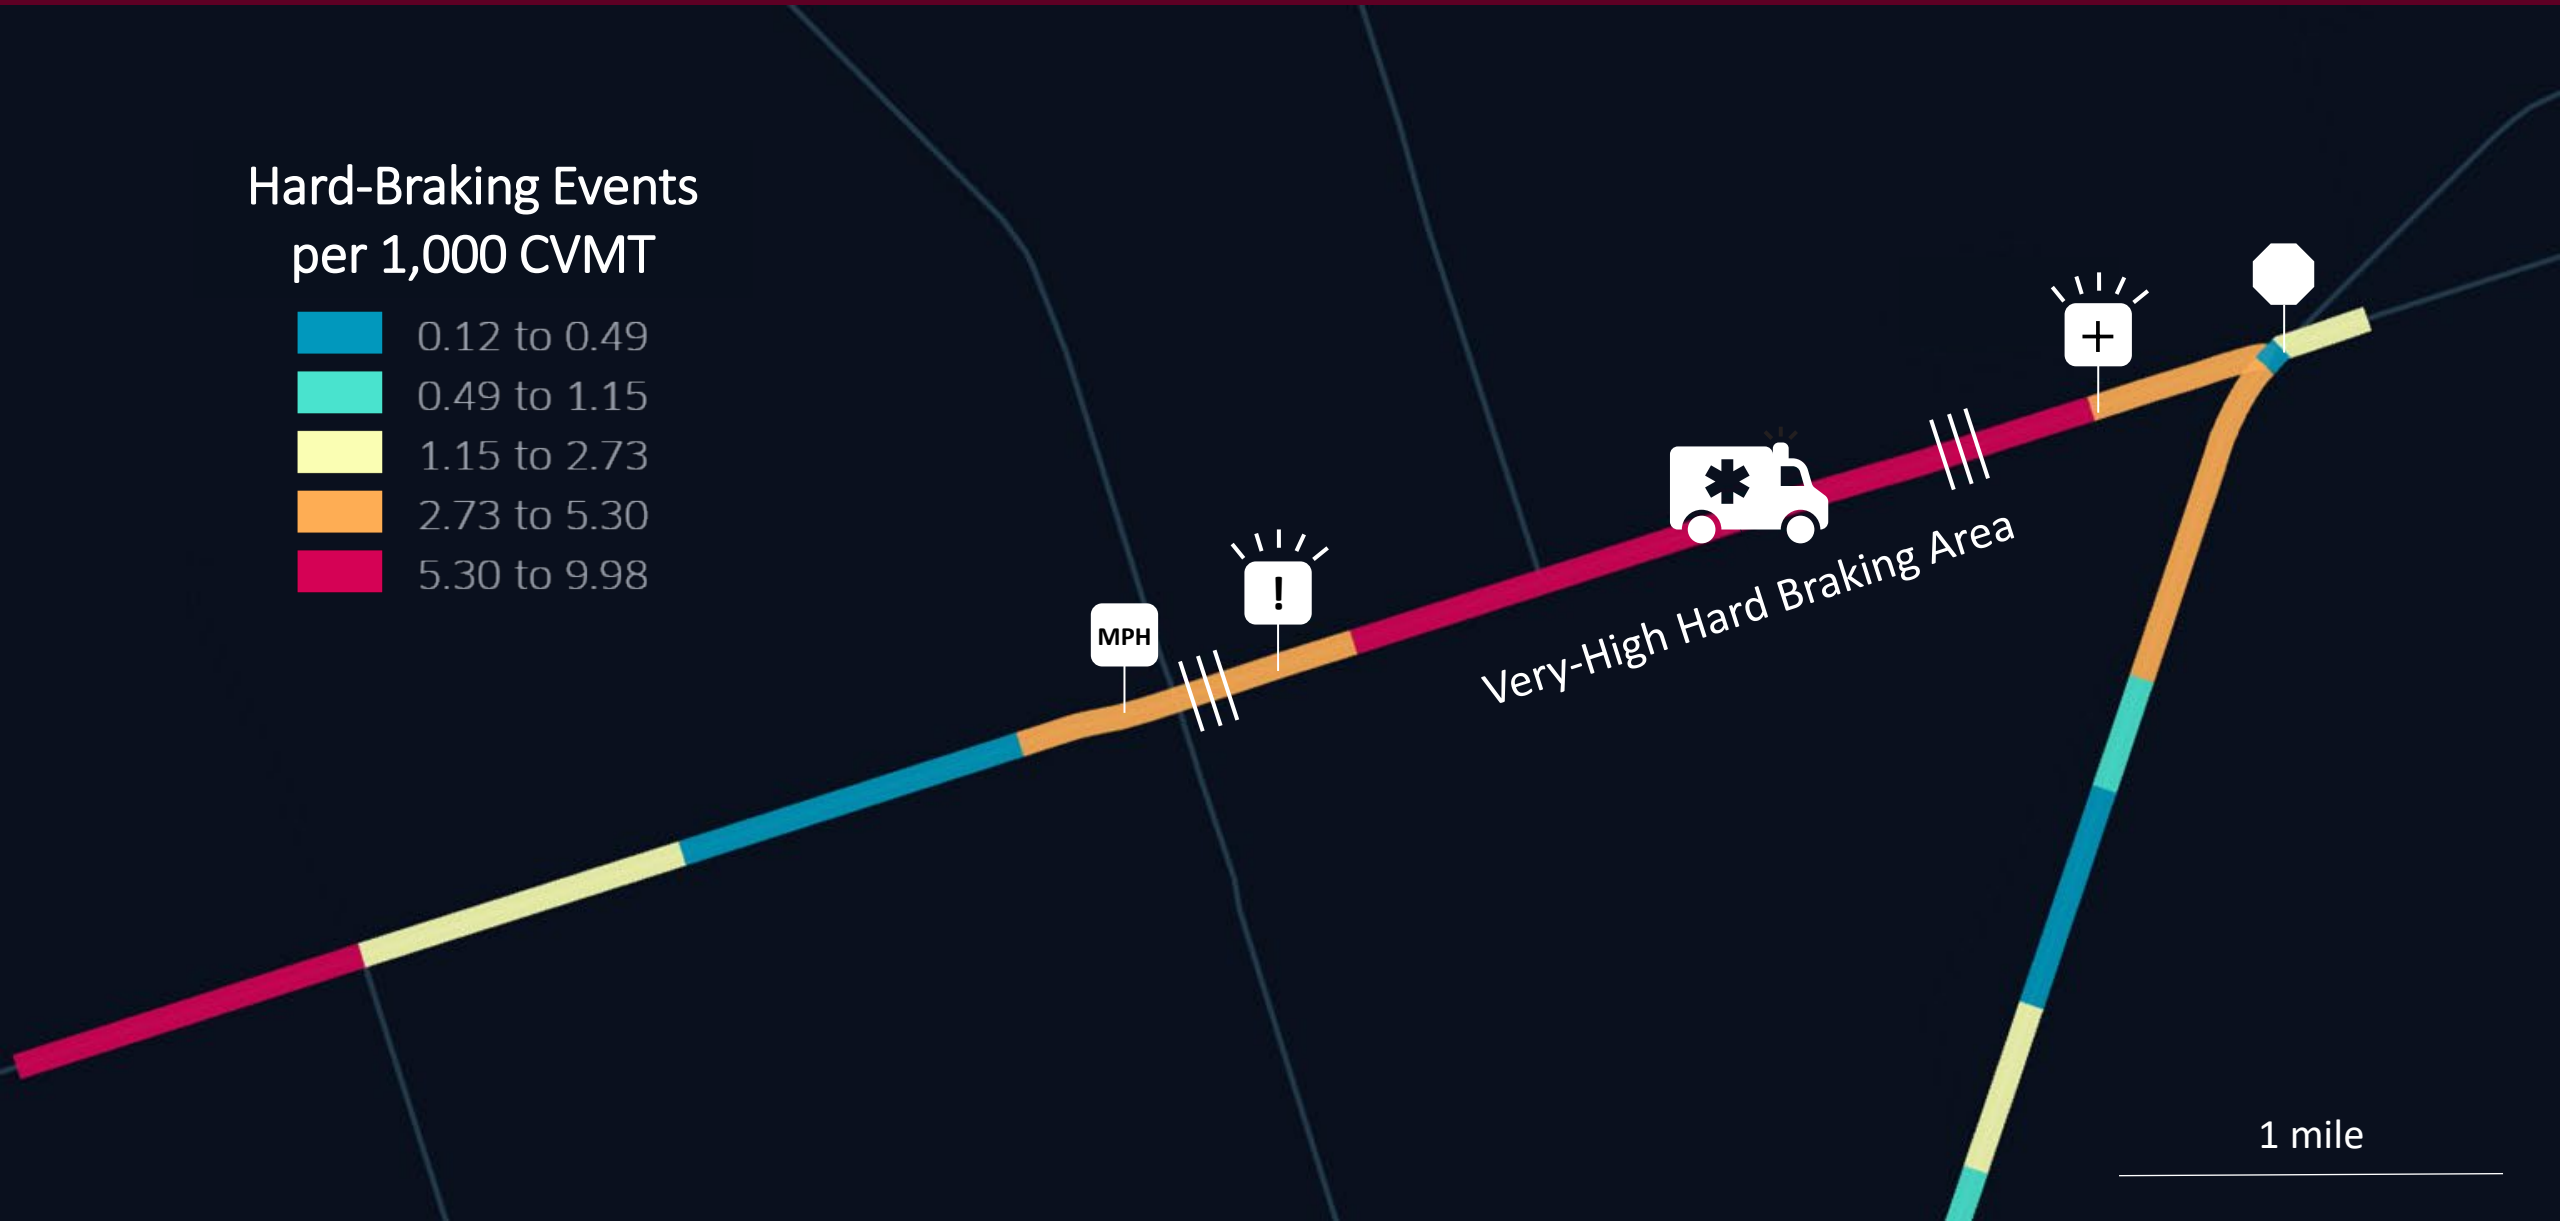 Hard-Braking Events
per 1,000 CVMT
0.12 to 0.49
0.49 to 1.15
1.15 to 2.73
2.73 to 5.30
5.30 to 9.98
+
!
MPH
Very-High Hard Braking Area
1 mile